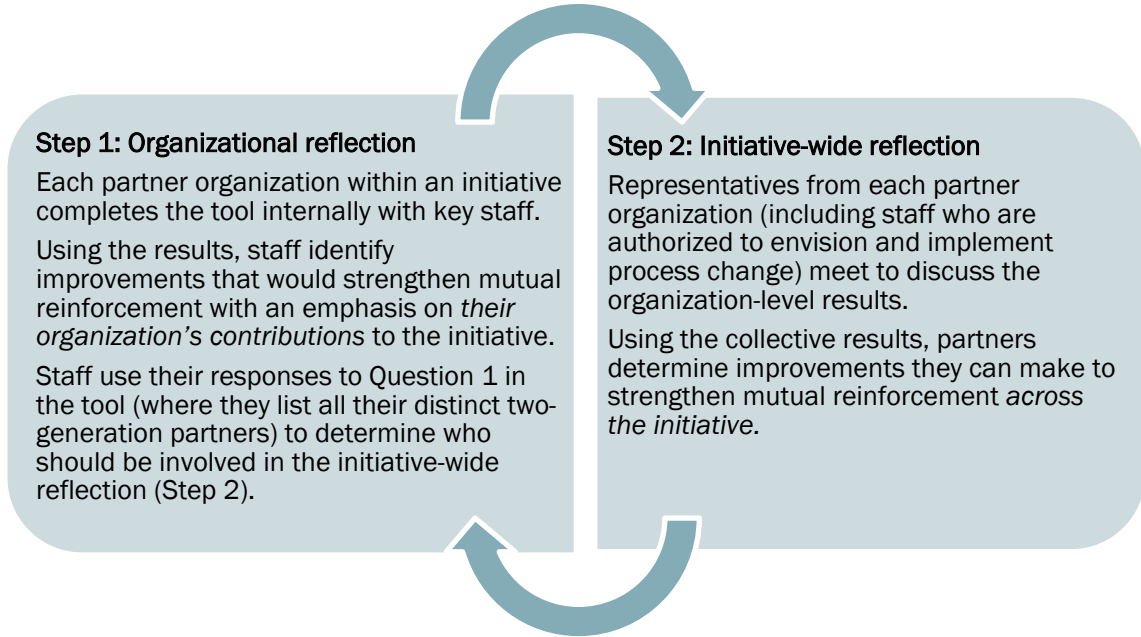 Step 1: Organizational reflection
Each partner organization within an initiative
completes the tool internally with key staff.
Using the results, staff identify
improvements that would strengthen mutual
reinforcement with an emphasis on their
organization's contributions to the initiative.
Staff use their responses to Question 1 in
the tool (where they list all their distinct two-
generation partners) to determine who
should be involved in the initiative-wide
reflection (Step 2).
Step 2: Initiative-wide reflection
Representatives from each partner
organization (including staff who are
authorized to envision and implement
process change) meet to discuss the
organization-level results.
Using the collective results, partners
determine improvements they can make to
strengthen mutual reinforcement across
the initiative.